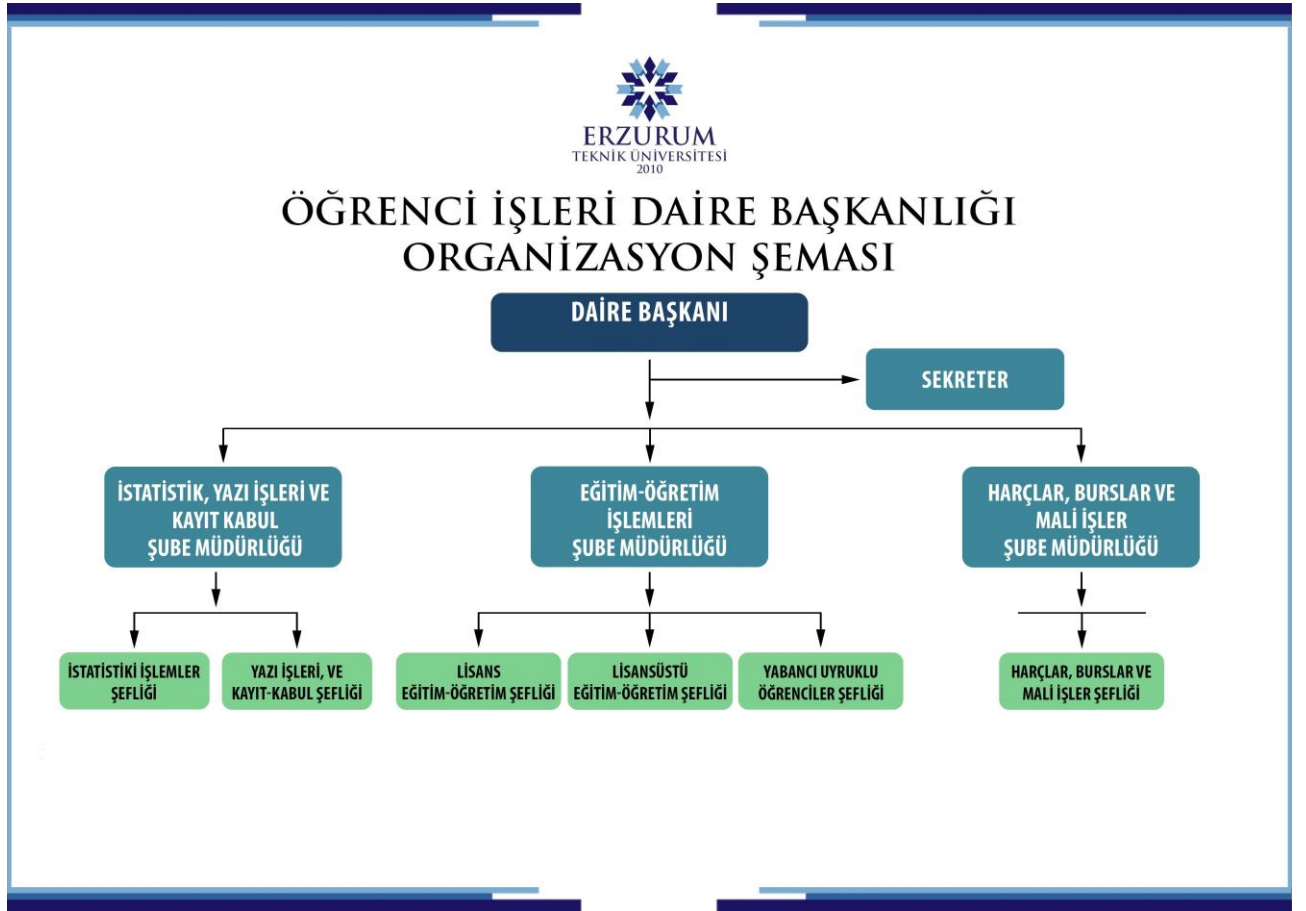 ERZURUM
TEKNİK ÜNİVERSİTESİ
2010
ÖĞRENCİ İŞLERİ DAİRE BAŞKANLIĞI
ORGANİZASYON ŞEMASI
DAİRE BAŞKANI
SEKRETER
İSTATİSTİK, YAZI İŞLERİ VE
KAYIT KABUL
ŞUBE MÜDÜRLÜĞÜ
EĞİTİM-ÖĞRETİM
İŞLEMLERİ
ŞUBE MÜDÜRLÜĞÜ
HARÇLAR, BURSLAR VE
MALİ İŞLER
ŞUBE MÜDÜRLÜĞÜ
İSTATİSTİKİ İŞLEMLER
ŞEFLİĞİ
YAZI İŞLERİ, VE
KAYIT-KABUL ŞEFLİĞİ
LİSANS
EĞİTİM-ÖĞRETİM ŞEFLİĞİ
LİSANSÜSTÜ
EĞİTİM-ÖĞRETİM ŞEFLİĞİ
YABANCI UYRUKLU
ÖĞRENCİLER ŞEFLİĞİ
HARÇLAR, BURSLAR VE
MALİ İŞLER ŞEFLİĞİ